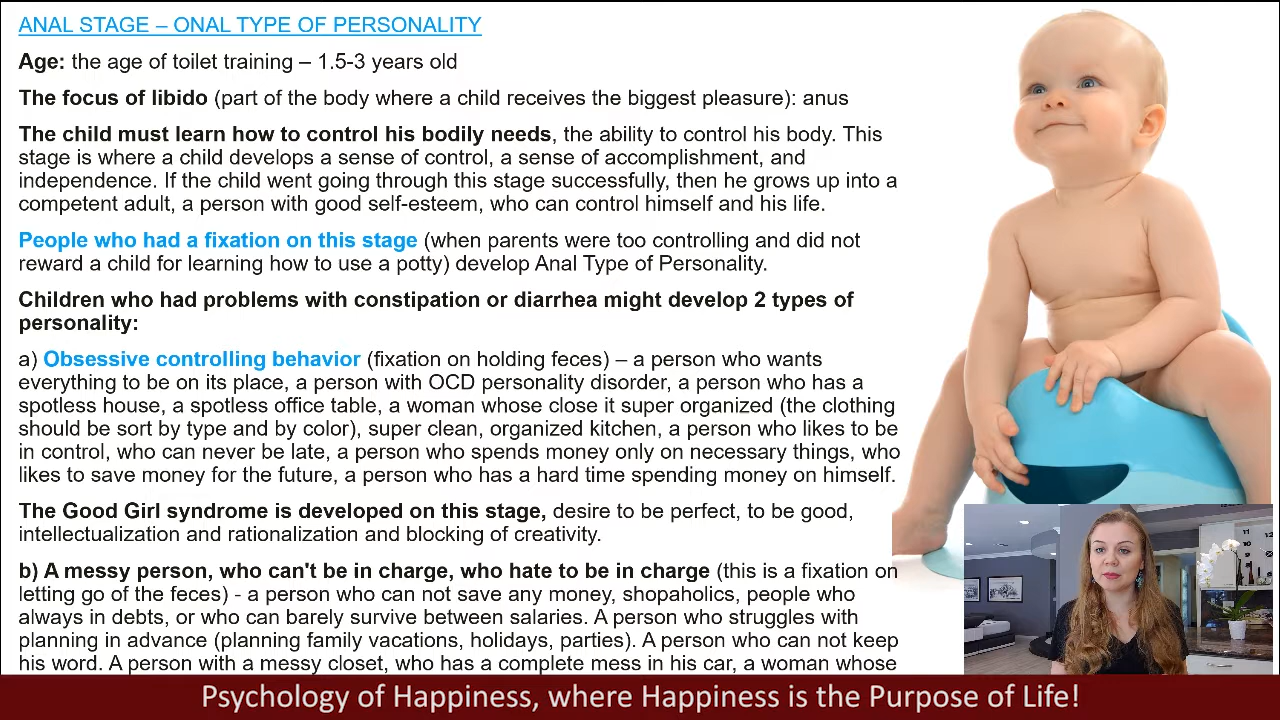 ANAL STAGE – ONAL TYPE OF PERSONALITY
Age: the age of toilet training – 1.5-3 years old
The focus of libido (part of the body where a child receives the biggest pleasure): anus
The child must learn how to control his bodily needs, the ability to control his body. This
stage is where a child develops a sense of control, a sense of accomplishment, and
independence. If the child went going through this stage successfully, then he grows up into a
competent adult, a person with good self-esteem, who can control himself and his life.
People who had a fixation on this stage (when parents were too controlling and did not
reward a child for learning how to use a potty) develop Anal Type of Personality.
Children who had problems with constipation or diarrhea might develop 2 types of
personality:
a) Obsessive controlling behavior (fixation on holding feces) – a person who wants
everything to be on its place, a person with OCD personality disorder, a person who has a
spotless house, a spotless office table, a woman whose close it super organized (the clothing
should be sort by type and by color), super clean, organized kitchen, a person who likes to be
in control, who can never be late, a person who spends money only on necessary things, who
likes to save money for the future, a person who has a hard time spending money on himself.
The Good Girl syndrome is developed on this stage, desire to be perfect, to be good,
intellectualization and rationalization and blocking of creativity.
b) A messy person, who can't be in charge, who hate to be in charge (this is a fixation on
letting go of the feces) - a person who can not save any money, shopaholics, people who
always in debts, or who can barely survive between salaries. A person who struggles with
planning in advance (planning family vacations, holidays, parties). A person who can not keep
his word. A person with a messy closet, who has a complete mess in his car, a woman whose
Psychology of Happiness, where Happiness is the Purpose of Life!